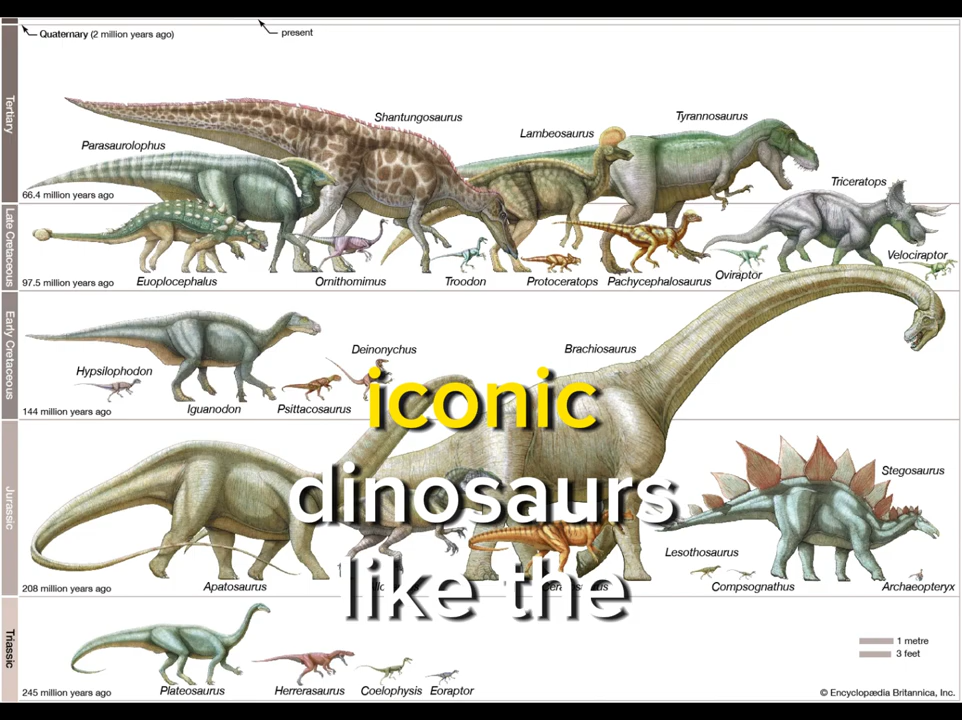 Quaternary (2 million years ago)
present
Tertiary
Shantungosaurus
Tyrannosaurus
Lambeosaurus
Parasaurolophus
Triceratops
66.4 million years ago
Late Cretaceous
Velociraptor
Oviraptor
97.5 million years ago
Euoplocephalus
Ornithomimus
Troodon
Protoceratops
Pachycephalosaurus
Early Cretaceous
Deinonychus
Brachiosaurus
Hypsilophodon
144 million years ago
Iguanodon
Psittacosaurus
iconic
dinosaurs
like the
Jurassic
Stegosaurus
Lesothosaurus
208 million years ago
Apatosaurus
Compsognathus
Archaeopteryx
Triassic
1 metre
3 feet
245 million years ago
Plateosaurus
Herrerasaurus
Coelophysis
Eoraptor
© Encyclopædia Britannica, Inc.